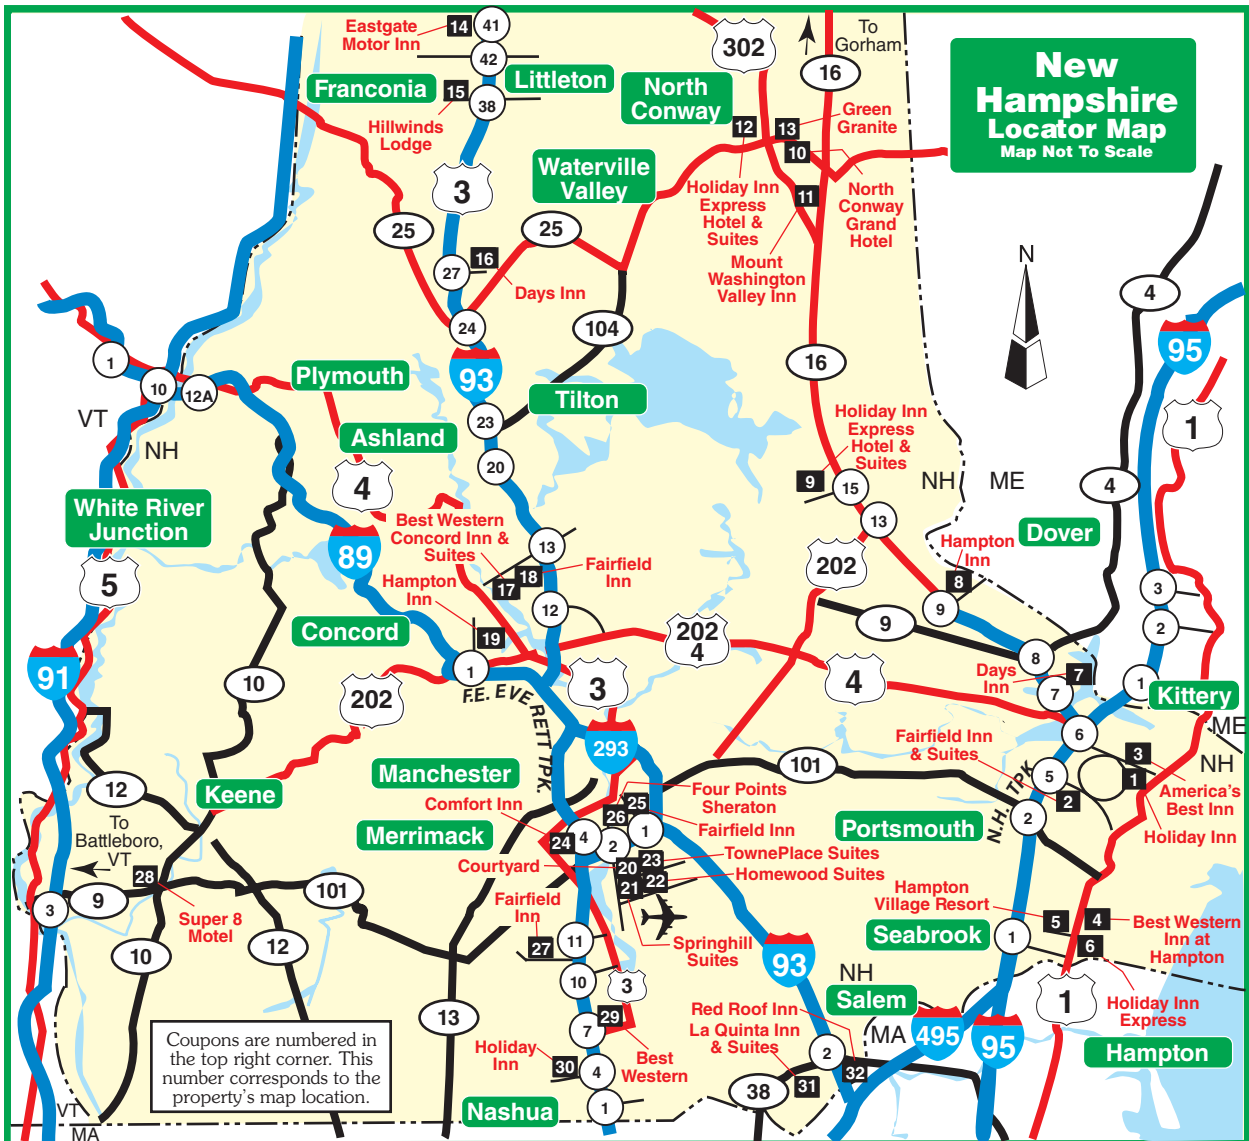 New
Hampshire
Locator Map
Map Not To Scale
Eastgate
Motor Inn
14
41
42
Franconia
Littleton
15
38
Hillwinds
Lodge
North
Conway
302
To
Gorham
16
12
13
Green
Granite
10
11
Holiday Inn
Express
Hotel &
Suites
North
Conway
Grand
Hotel
Mount
Washington
Valley Inn
Waterville
Valley
3
25
25
16
27
Days Inn
24
104
93
16
N
4
95
1
1
10
12A
Plymouth
Tilton
23
VT
NH
Ashland
20
4
Holiday Inn
Express
Hotel &
Suites
9
15
13
NH
ME
4
1
White River
Junction
5
89
Best Western
Concord Inn &
Suites
13
17
18
Fairfield
Inn
Hampton
Inn
12
202
Dover
Hampton
Inn
8
9
9
3
2
Concord
19
1
202
4
3
4
8
Days
Inn
7
7
1
Kittery
91
10
202
F.E. EVERETT TPK.
293
6
ME
NH
Fairfield Inn
& Suites
3
1
2
5
America's
Best Inn
Holiday Inn
N.H. TPK
2
Portsmouth
Manchester
101
12
Keene
Comfort Inn
Merrimack
Four Points
Sheraton
25
26
Fairfield Inn
24
4
2
1
Courtyard
20
23
TownePlace Suites
21
22
Homewood Suites
To
Battleboro,
VT
28
9
3
Super 8
Motel
101
12
10
Fairfield
Inn
27
11
Springhill
Suites
10
3
13
7
29
Best
Western
Holiday
Inn
30
4
Nashua
1
Hampton
Village Resort
5
4
6
Best Western
Inn at
Hampton
Seabrook
1
93
NH
Salem
MA
Holiday Inn
Express
1
Hampton
495
95
Red Roof Inn
La Quinta Inn
& Suites
2
32
31
38
Coupons are numbered in
the top right corner. This
number corresponds to the
property's map location.
VT
MA